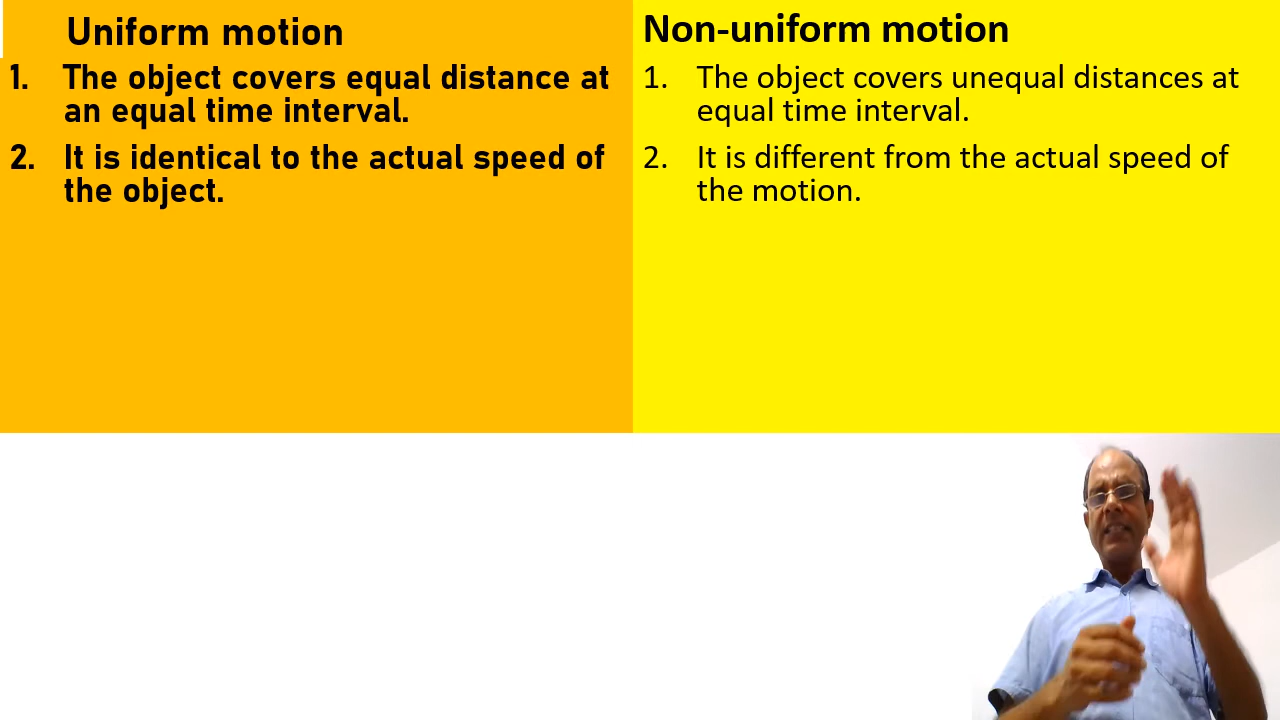 Uniform motion
1. The object covers equal distance at
an equal time interval.
2. It is identical to the actual speed of
the object.
Non-uniform motion
1. The object covers unequal distances at
equal time interval.
2. It is different from the actual speed of
the motion.